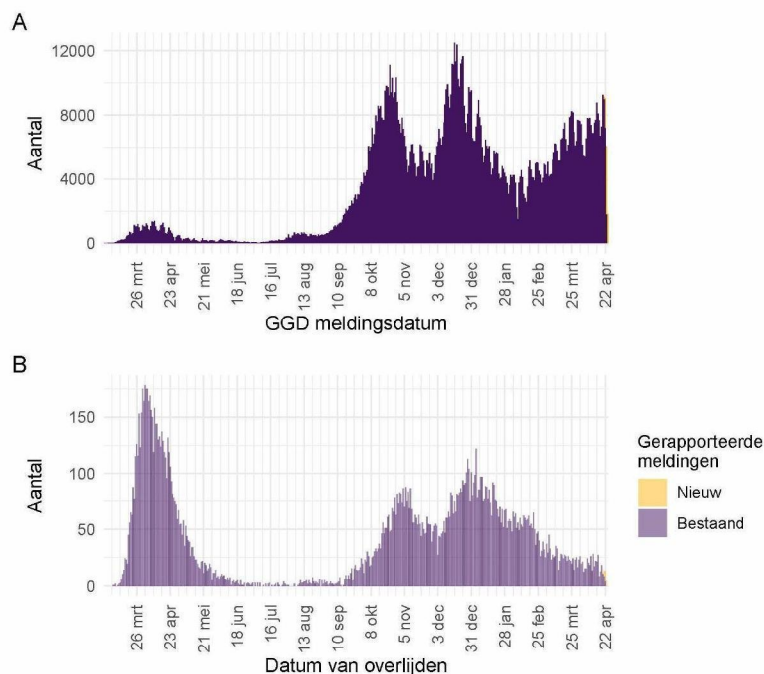 A
12000
8000
4000
0
Aantal
26 mrt
23 apr
21 mei
18 jun
16 jul
13 aug
10 sep
8 okt
5 nov
3 dec
31 dec
28 jan
25 feb
25 mrt
22 apr
GGD meldingsdatum
B
150
100
50
0
Aantal
26 mrt
23 apr
21 mei
18 jun
16 jul
13 aug
10 sep
8 okt
5 nov
3 dec
31 dec
28 jan
25 feb
25 mrt
22 apr
Datum van overlijden
Gerapporteerde
meldingen
Nieuw
Bestaand